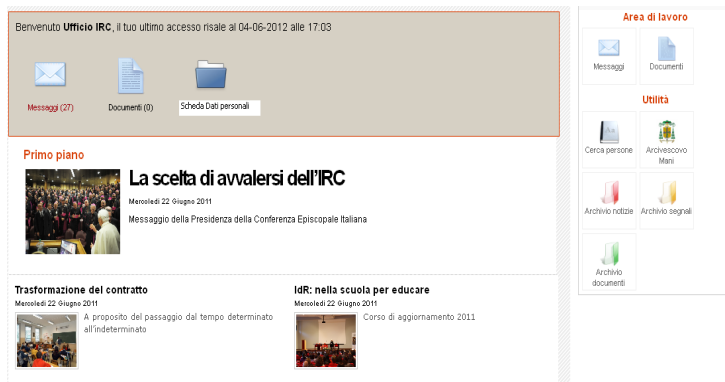 Benvenuto Ufficio IRC, il tuo ultimo accesso risale al 04-06-2012 alle 17:03
Messaggi (27)
Documenti (0)
Scheda Dati personali
Primo piano
La scelta di avvalersi dell'IRC
Mercoledì 22 Giugno 2011
Messaggio della Presidenza della Conferenza Episcopale Italiana
Trasformazione del contratto
Mercoledì 22 Giugno 2011
A proposito del passaggio dal tempo determinato
all'indeterminato
IdR: nella scuola per educare
Mercoledì 22 Giugno 2011
Corso di aggiornamento 2011
Area di lavoro
Messaggi
Documenti
Utilità
Cerca persone
Arcivescovo
Mani
Archivio notizie
Archivio segnali
Archivio
documenti